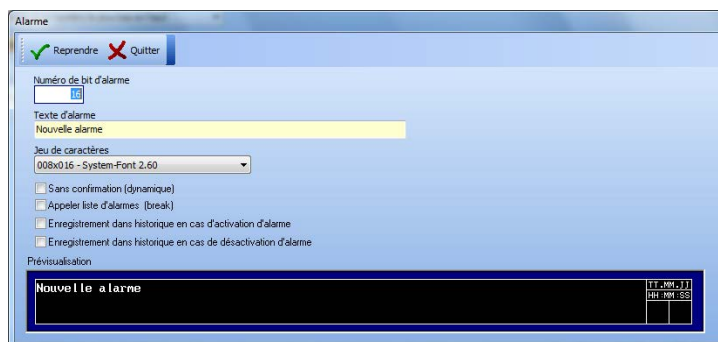 Alarme
Reprendre Quitter
Numéro de bit d'alarme
16
Texte d'alarme
Nouvelle alarme
Jeu de caractères
008x016 - System-Font 2.60
Sans confirmation (dynamique)
Appeler liste d'alarmes (break)
Enregistrement dans historique en cas d'activation d'alarme
Enregistrement dans historique en cas de désactivation d'alarme
Prévisualisation
Nouvelle alarme TT.MM.JJ
HH:MM:SS